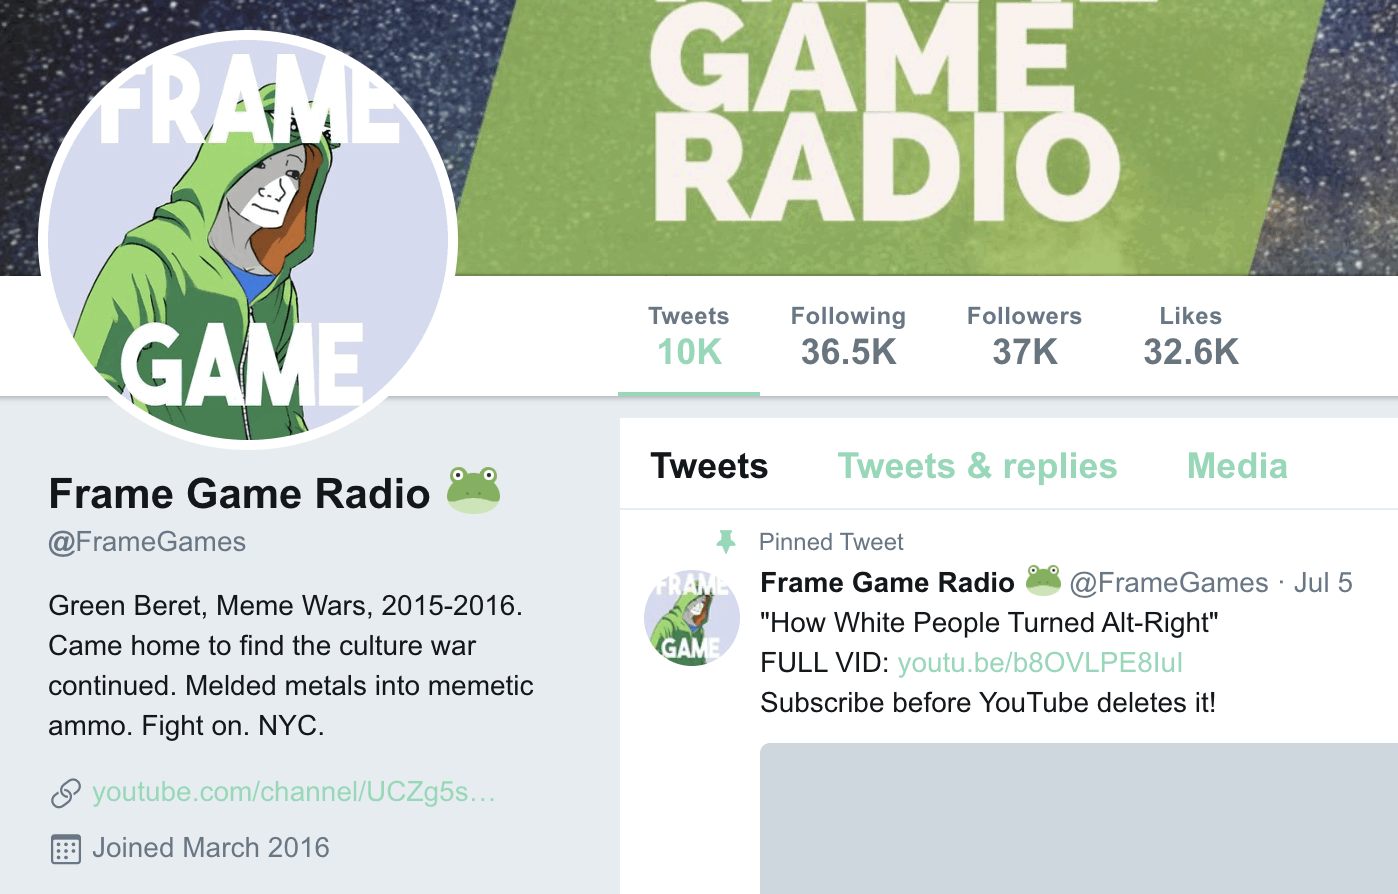 GAME
RADIO
FRAME
GAME
Tweets
10K
Following
36.5K
Followers
37K
Likes
32.6K
Frame Game Radio 🐸
@FrameGames
Green Beret, Meme Wars, 2015-2016.
Came home to find the culture war
continued. Melded metals into memetic
ammo. Fight on. NYC.
youtube.com/channel/UCZg5s…
Joined March 2016
Tweets
Tweets & replies
Media
Pinned Tweet
FRAME
GAME
Frame Game Radio 🐸 @FrameGames · Jul 5
"How White People Turned Alt-Right"
FULL VID: youtu.be/b8OVLPE8IuI
Subscribe before YouTube deletes it!